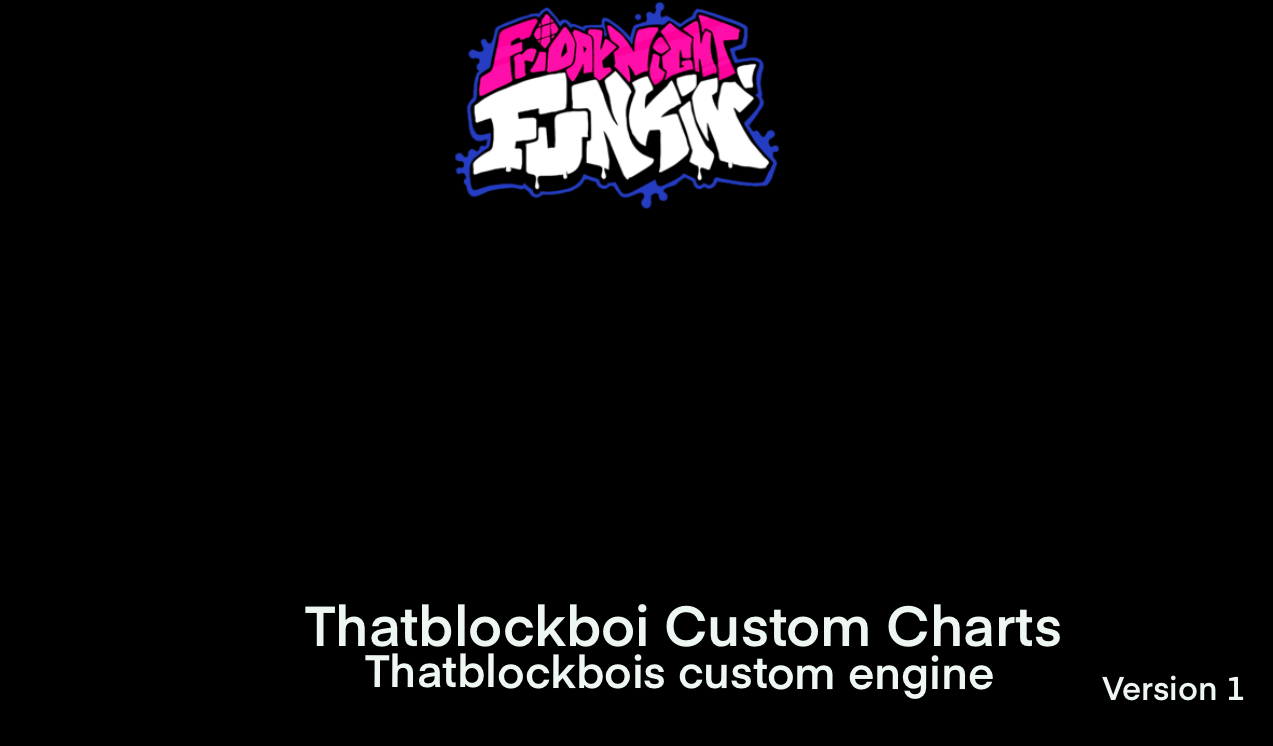 FRiDAY NiGHT
FUNKiN'
Thatblockboi Custom Charts
Thatblockbois custom engine
Version 1